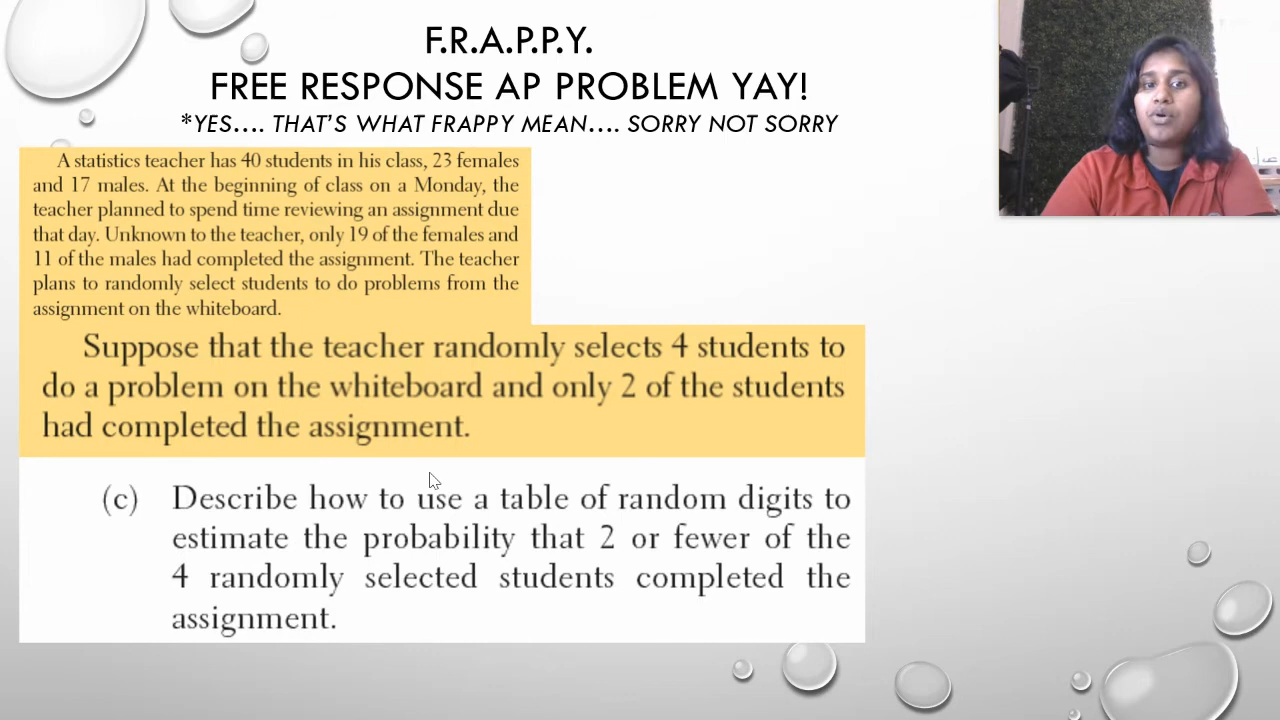 F.R.A.P.P.Y.
FREE RESPONSE AP PROBLEM YAY!
*YES.... THAT'S WHAT FRAPPY MEAN.... SORRY NOT SORRY
A statistics teacher has 40 students in his class, 23 females
and 17 males. At the beginning of class on a Monday, the
teacher planned to spend time reviewing an assignment due
that day. Unknown to the teacher, only 19 of the females and
11 of the males had completed the assignment. The teacher
plans to randomly select students to do problems from the
assignment on the whiteboard.
Suppose that the teacher randomly selects 4 students to
do a problem on the whiteboard and only 2 of the students
had completed the assignment.
(c) Describe how to use a table of random digits to
estimate the probability that 2 or fewer of the
4 randomly selected students completed the
assignment.